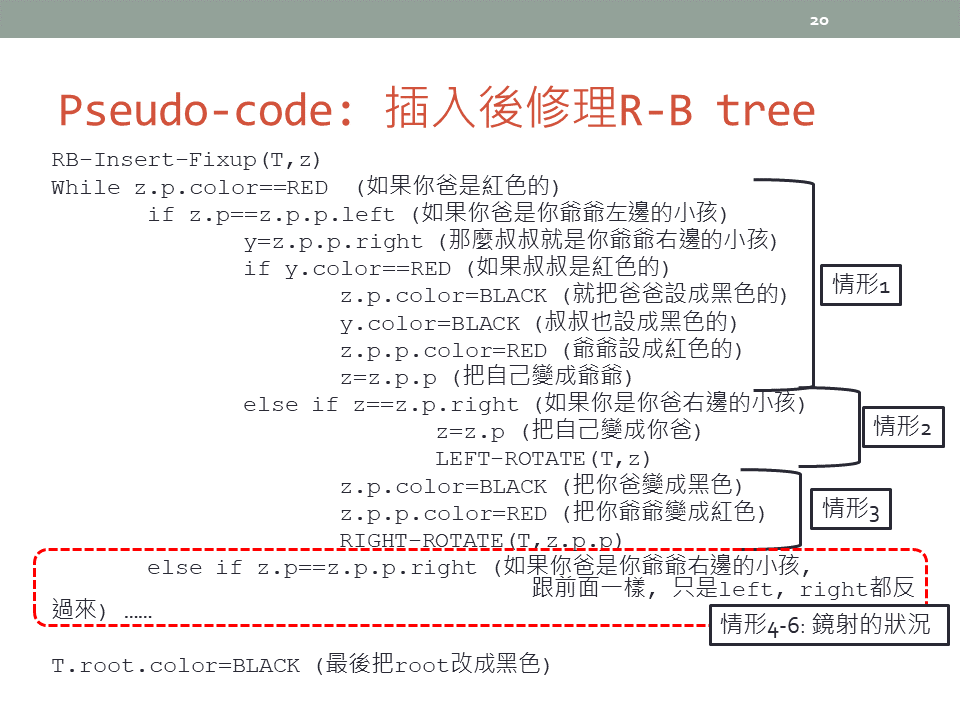 20
Pseudo-code: 插入後修理R-B tree
RB-Insert-Fixup(T,z)
While z.p.color==RED (如果你爸是紅色的)
if z.p==z.p.p.left (如果你爸是你爺爺左邊的小孩)
y=z.p.p.right (那麼叔叔就是你爺爺右邊的小孩)
if y.color==RED (如果叔叔是紅色的)
情形1
z.p.color=BLACK (就把爸爸設成黑色的)
y.color=BLACK (叔叔也設成黑色的)
z.p.p.color=RED (爺爺設成紅色的)
z=z.p.p (把自己變成爺爺)
else if z==z.p.right (如果你是你爸右邊的小孩)
情形2
z=z.p (把自己變成你爸)
LEFT-ROTATE(T,z)
z.p.color=BLACK (把你爸變成黑色)
情形3
z.p.p.color=RED (把你爺爺變成紅色)
RIGHT-ROTATE(T,z.p.p)
else if z.p==z.p.p.right (如果你爸是你爺爺右邊的小孩,
跟前面一樣, 只是left, right都反
過來) ……
情形4-6: 鏡射的狀況
T.root.color=BLACK (最後把root改成黑色)